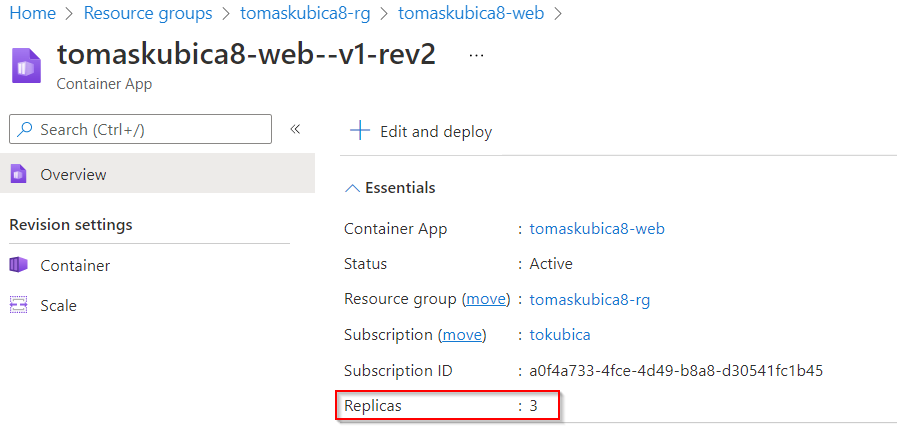 Home > Resource groups > tomaskubica8-rg > tomaskubica8-web >
tomaskubica8-web--v1-rev2 ...
Container App
Search (Ctrl+/) «
+ Edit and deploy
Overview
Essentials
Revision settings
Container App : tomaskubica8-web
Container
Status : Active
Scale
Resource group (move) : tomaskubica8-rg
Subscription (move) : tokubica
Subscription ID : a0f4a733-4fce-4d49-b8a8-d30541fc1b45
Replicas : 3